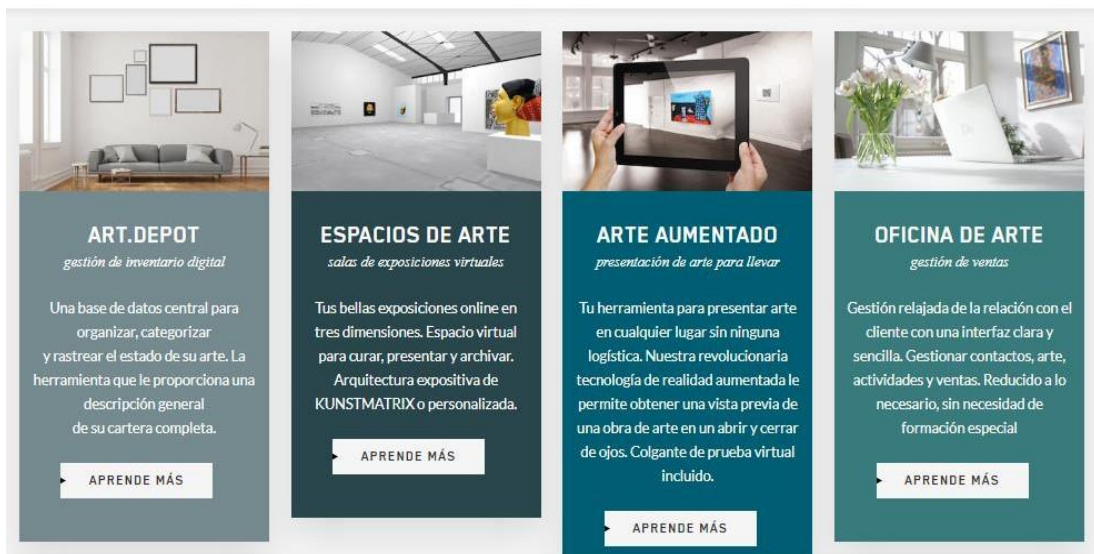 ART.DEPOT
gestión de inventario digital
Una base de datos central para
organizar, categorizar
y rastrear el estado de su arte. La
herramienta que le proporciona una
descripción general
de su cartera completa.
APRENDE MÁS
ESPACIOS DE ARTE
salas de exposiciones virtuales
Tus bellas exposiciones online en
tres dimensiones. Espacio virtual
para curar, presentar y archivar.
Arquitectura expositiva de
KUNSTMATRIX o personalizada.
APRENDE MÁS
ARTE AUMENTADO
presentación de arte para llevar
Tu herramienta para presentar arte
en cualquier lugar sin ninguna
logística. Nuestra revolucionaria
tecnología de realidad aumentada le
permite obtener una vista previa de
una obra de arte en un abrir y cerrar
de ojos. Colgante de prueba virtual
incluido.
APRENDE MÁS
OFICINA DE ARTE
gestión de ventas
Gestión relajada de la relación con el
cliente con una interfaz clara y
sencilla. Gestionar contactos, arte,
actividades y ventas. Reducido a lo
necesario, sin necesidad de
formación especial
APRENDE MÁS